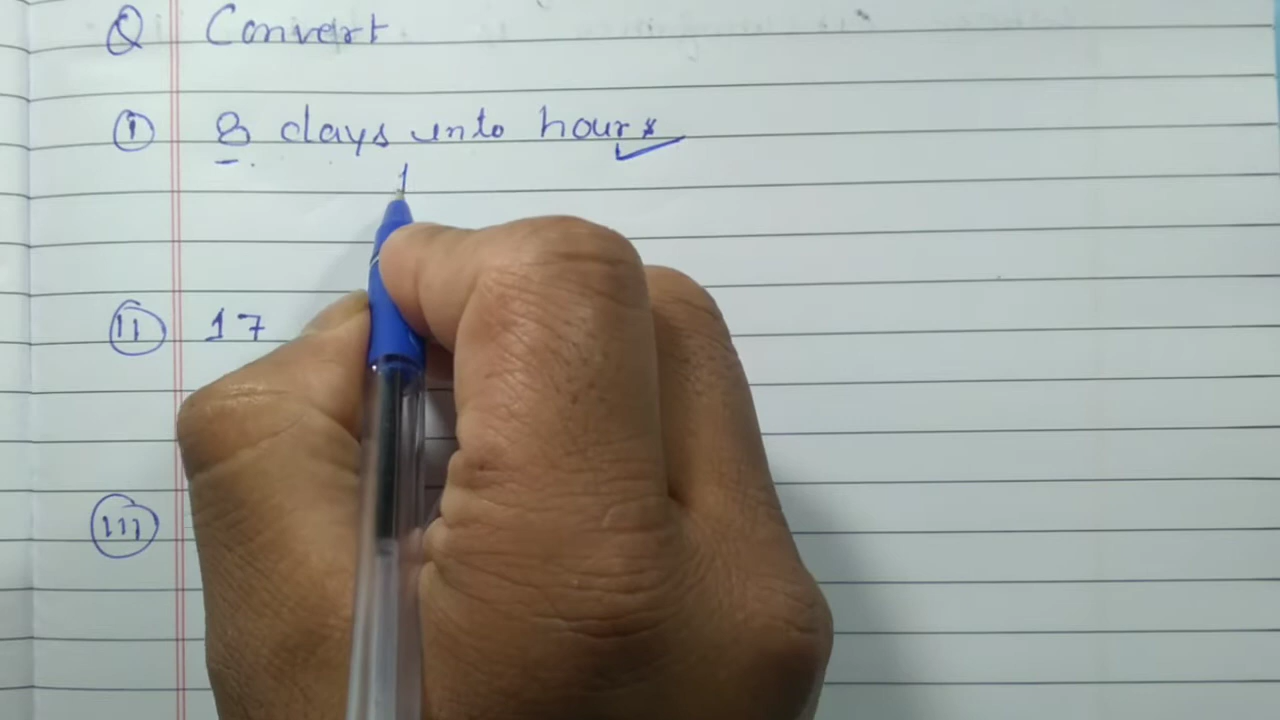 Q Convert
(i) 8 days into hours
1
(ii) 17
(iii)